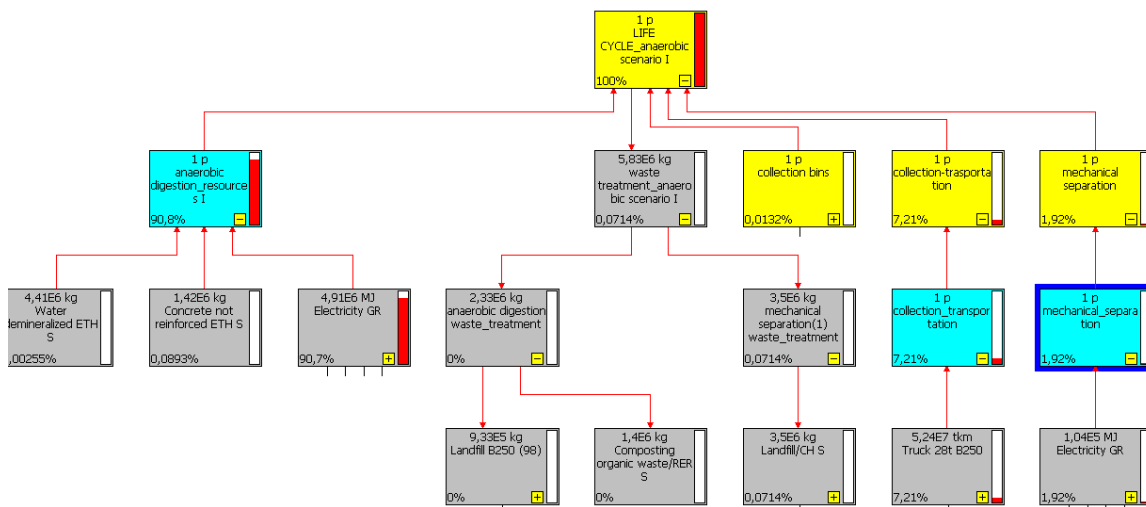 1 p
LIFE
CYCLE_anaerobic
scenario I
100%
1 p
anaerobic
digestion_resource
s I
90,8%
5,83E6 kg
waste
treatment_anaero
bic scenario I
0,0714%
1 p
collection bins
0,0132%
1 p
collection-trasporta
tion
7,21%
1 p
mechanical
separation
1,92%
4,41E6 kg
Water
demineralized ETH
S
,00255%
1,42E6 kg
Concrete not
reinforced ETH S
0,0893%
4,91E6 MJ
Electricity GR
90,7%
2,33E6 kg
anaerobic digestion
waste_treatment
0%
3,5E6 kg
mechanical
separation(1)
waste_treatment
0,0714%
1 p
collection_transpor
tation
7,21%
1 p
mechanical_separa
tion
1,92%
9,33E5 kg
Landfill B250 (98)
0%
1,4E6 kg
Composting
organic waste/RER
S
0%
3,5E6 kg
Landfill/CH S
0,0714%
5,24E7 tkm
Truck 28t B250
7,21%
1,04E5 MJ
Electricity GR
1,92%